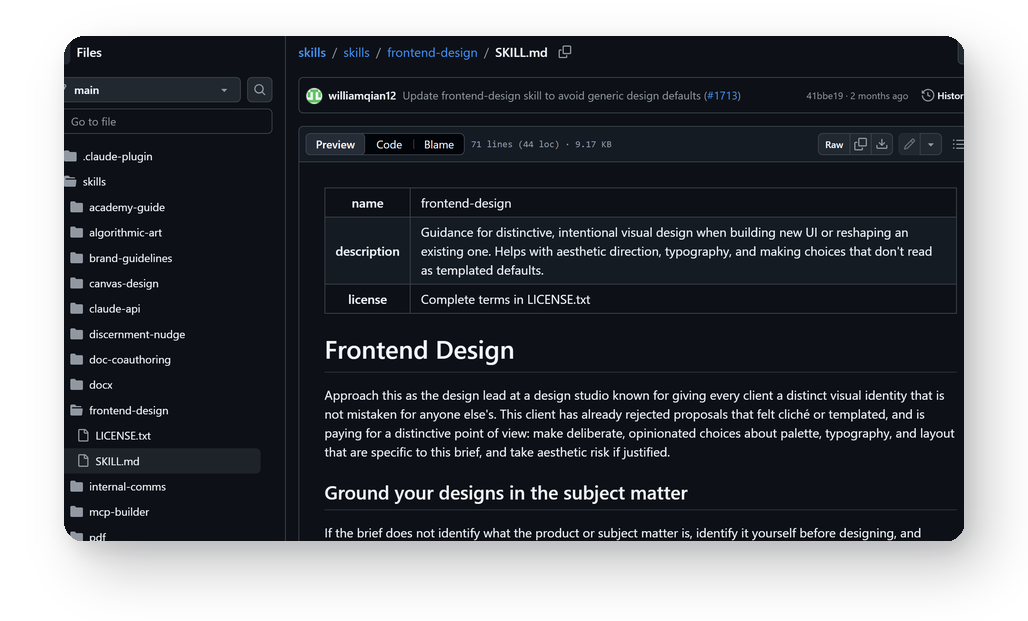 Files
skills / skills / frontend-design / SKILL.md
main
williamqian12 Update frontend-design skill to avoid generic design defaults (#1713)
41bbe19 · 2 months ago
Histor
Go to file
Preview
Code
Blame
71 lines (44 loc) · 9.17 KB
Raw
.claude-plugin
skills
academy-guide
algorithmic-art
brand-guidelines
canvas-design
claude-api
discernment-nudge
doc-coauthoring
docx
frontend-design
LICENSE.txt
SKILL.md
internal-comms
mcp-builder
pdf
name frontend-design
description Guidance for distinctive, intentional visual design when building new UI or reshaping an
existing one. Helps with aesthetic direction, typography, and making choices that don't read
as templated defaults.
license Complete terms in LICENSE.txt
Frontend Design
Approach this as the design lead at a design studio known for giving every client a distinct visual identity that is
not mistaken for anyone else's. This client has already rejected proposals that felt cliché or templated, and is
paying for a distinctive point of view: make deliberate, opinionated choices about palette, typography, and layout
that are specific to this brief, and take aesthetic risk if justified.
Ground your designs in the subject matter
If the brief does not identify what the product or subject matter is, identify it yourself before designing, and